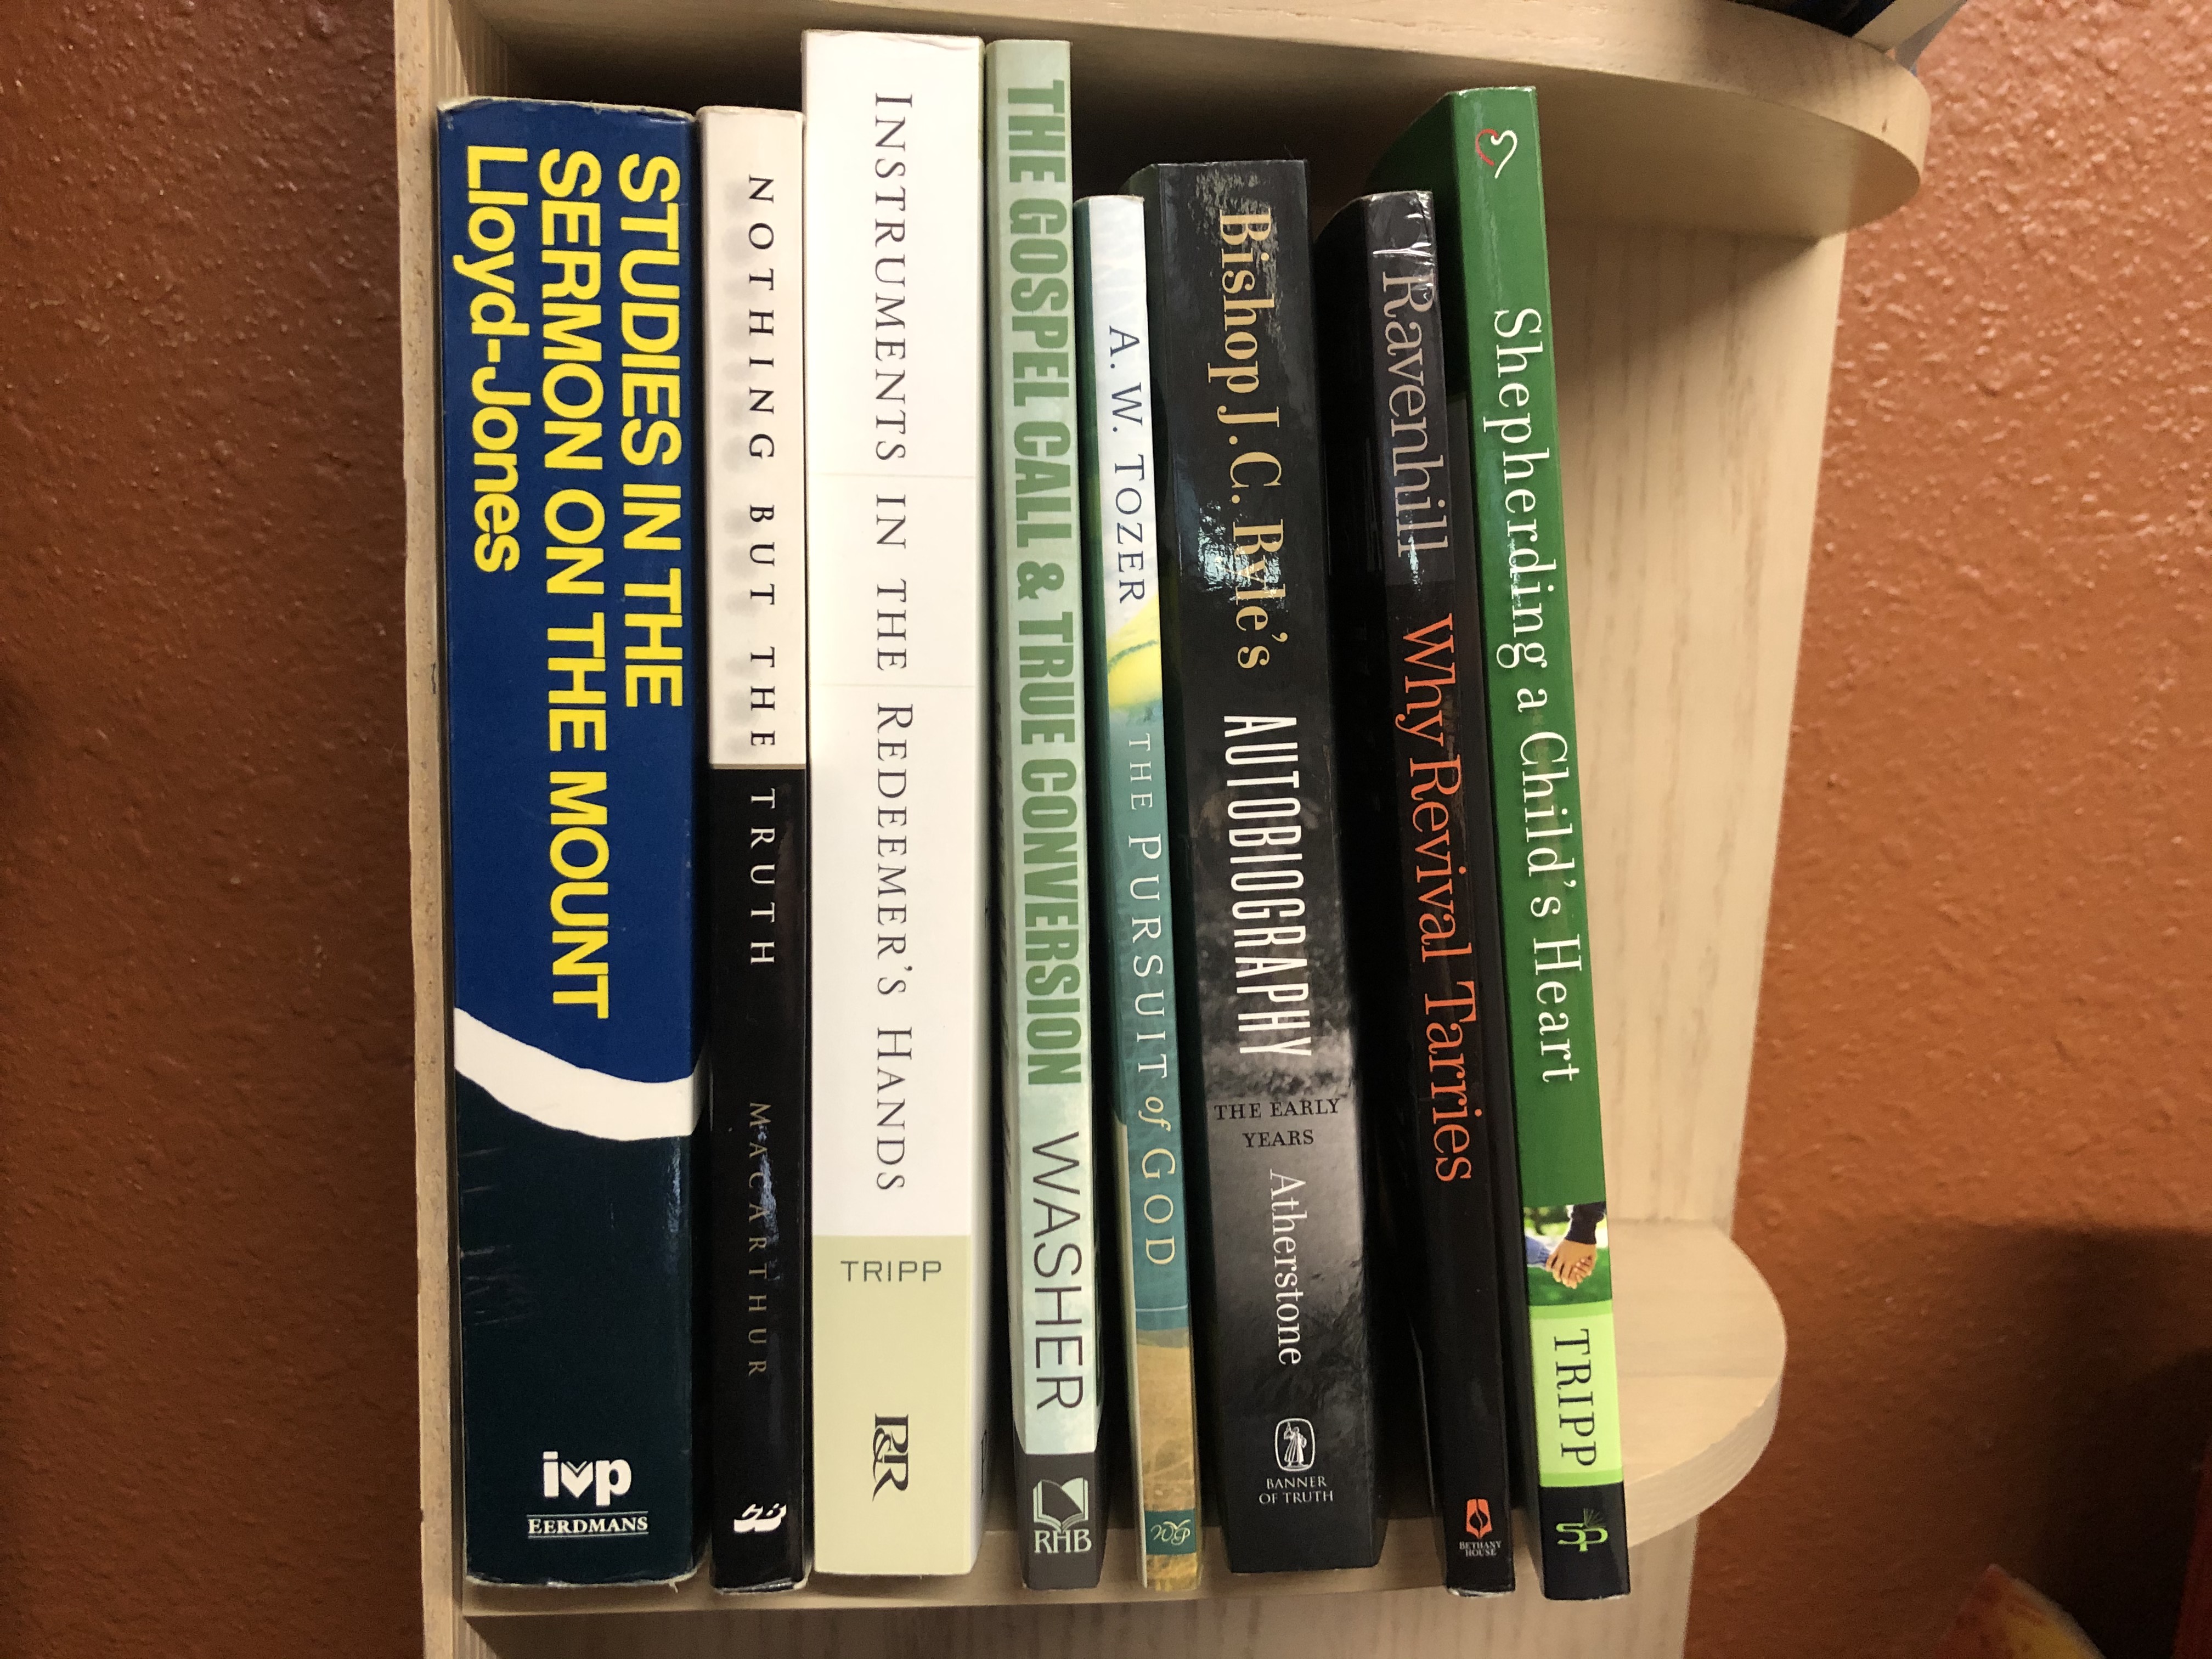 STUDIES IN THE
SERMON ON THE MOUNT
Lloyd-Jones
ivp
EERDMANS
NOTHING BUT THE TRUTH
MACARTHUR
INSTRUMENTS IN THE REDEEMER'S HANDS
TRIPP
P&R
THE GOSPEL CALL & TRUE CONVERSION
WASHER
RHB
A. W. TOZER
THE PURSUIT of GOD
Bishop J.C. Ryle's
AUTOBIOGRAPHY
THE EARLY
YEARS
Atherstone
BANNER
OF TRUTH
Ravenhill
Why Revival Tarries
BETHANY
HOUSE
Shepherding a Child's Heart
TRIPP
sp